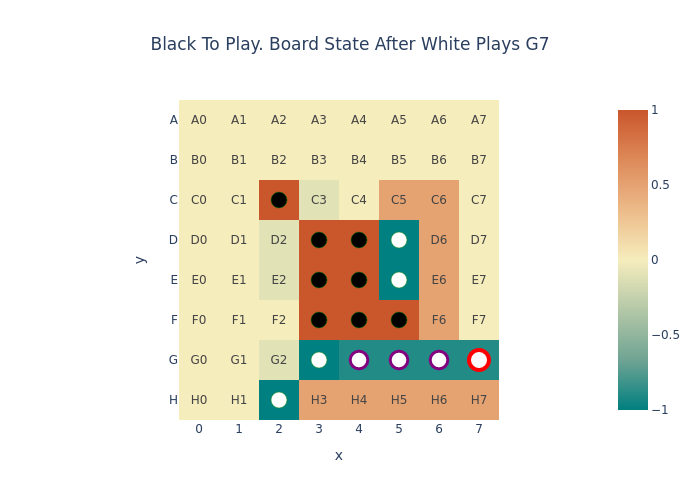 Black To Play. Board State After White Plays G7
A A0 A1 A2 A3 A4 A5 A6 A7
B B0 B1 B2 B3 B4 B5 B6 B7
C C0 C1 C3 C4 C5 C6 C7
D D0 D1 D2 D6 D7
E E0 E1 E2 E6 E7
F F0 F1 F2 F6 F7
G G0 G1 G2
H H0 H1 H3 H4 H5 H6 H7
0 1 2 3 4 5 6 7
x
y
1
0.5
0
−0.5
−1